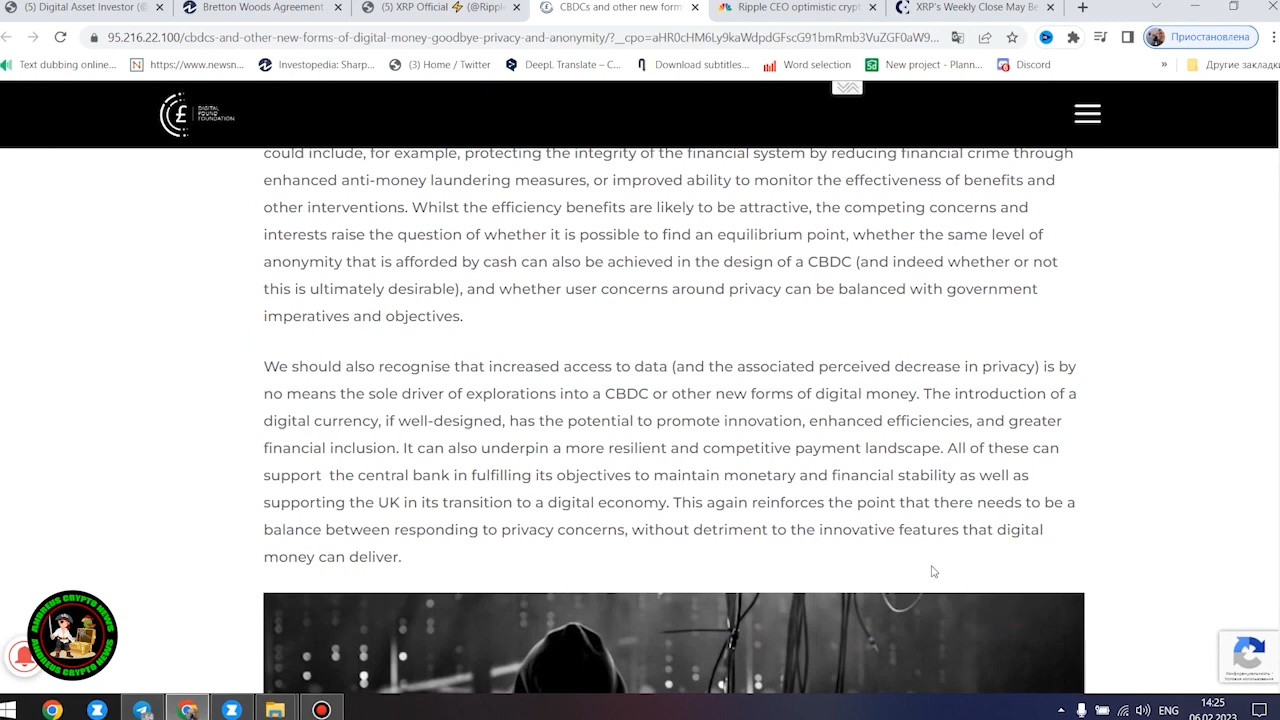 (5) Digital Asset Investor (@
Bretton Woods Agreement
(5) XRP Official⚡(@Ripple
CBDCs and other new form
Ripple CEO optimistic crypt
XRP's Weekly Close May Be
95.216.22.100/cbdcs-and-other-new-forms-of-digital-money-goodbye-privacy-and-anonymity/?__cpo=aHR0cHM6Ly9kaWdpdGFscG91bmRmb3VuZGF0aW9...
Приостановлена
Text dubbing online...
https://www.newsn...
Investopedia: Sharp...
(3) Home / Twitter
DeepL Translate – C...
Download subtitles...
Word selection
New project - Plann...
Discord
»
Другие закладки
DIGITAL
POUND
FOUNDATION
could include, for example, protecting the integrity of the financial system by reducing financial crime through
enhanced anti-money laundering measures, or improved ability to monitor the effectiveness of benefits and
other interventions. Whilst the efficiency benefits are likely to be attractive, the competing concerns and
interests raise the question of whether it is possible to find an equilibrium point, whether the same level of
anonymity that is afforded by cash can also be achieved in the design of a CBDC (and indeed whether or not
this is ultimately desirable), and whether user concerns around privacy can be balanced with government
imperatives and objectives.
We should also recognise that increased access to data (and the associated perceived decrease in privacy) is by
no means the sole driver of explorations into a CBDC or other new forms of digital money. The introduction of a
digital currency, if well-designed, has the potential to promote innovation, enhanced efficiencies, and greater
financial inclusion. It can also underpin a more resilient and competitive payment landscape. All of these can
support the central bank in fulfilling its objectives to maintain monetary and financial stability as well as
supporting the UK in its transition to a digital economy. This again reinforces the point that there needs to be a
balance between responding to privacy concerns, without detriment to the innovative features that digital
money can deliver.
ANDREUS CRYPTO NEWS
ANDREUS CRYPTO NEWS
Конфиденциальность -
Условия использования
ENG
14:25
06.02.2023